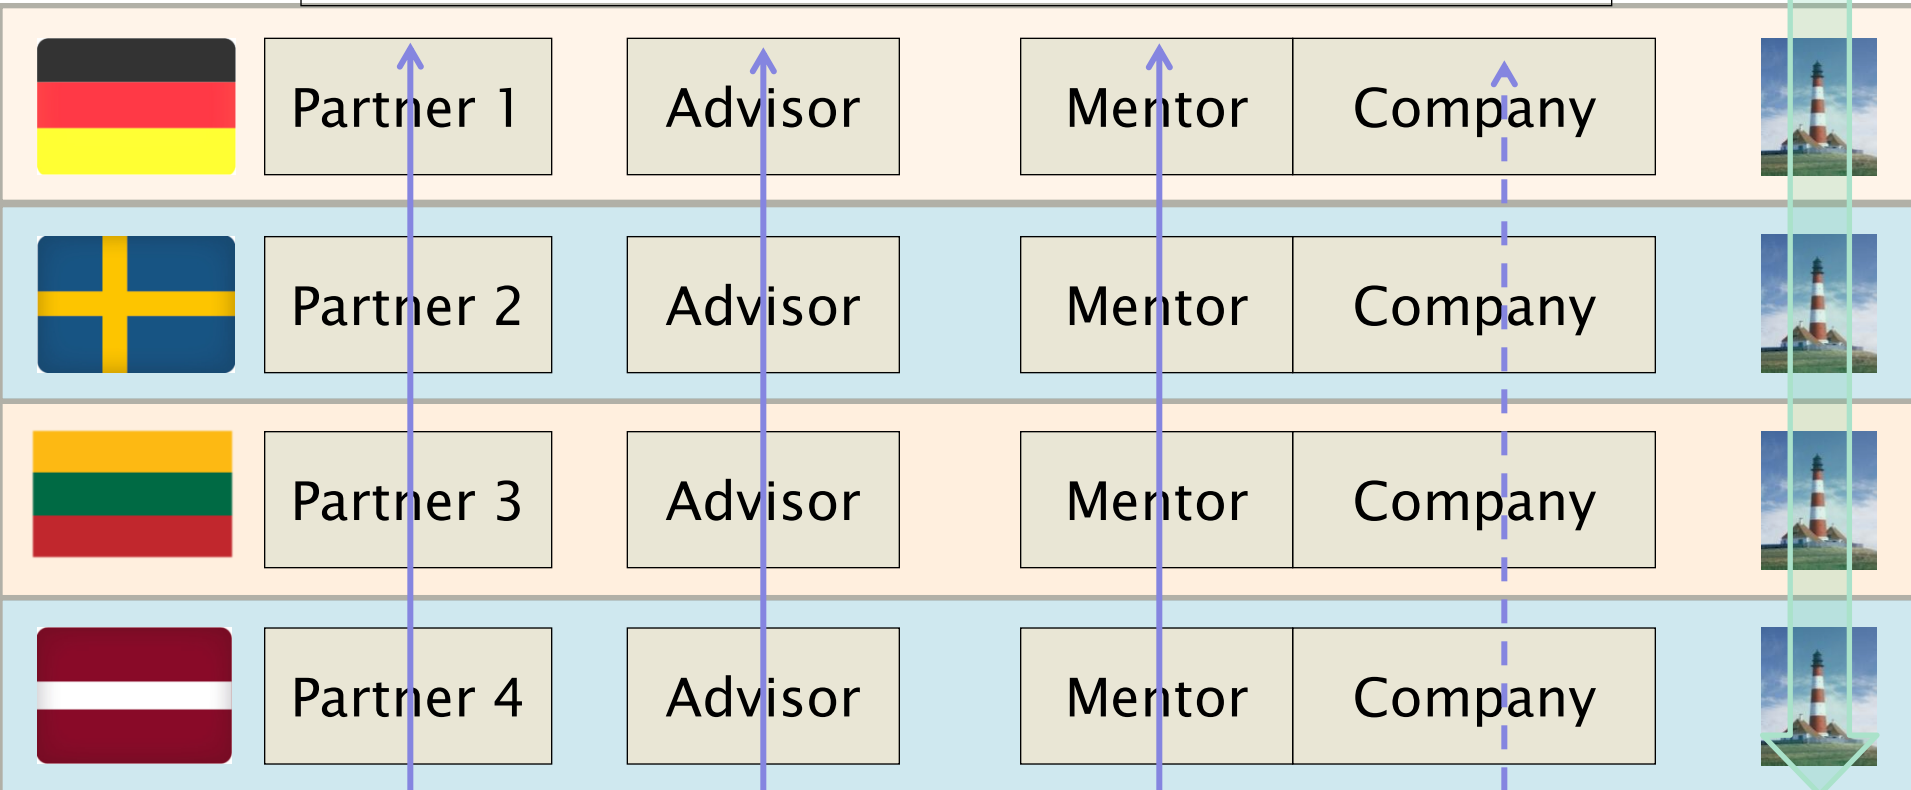 Partner 1 Advisor Mentor Company
Partner 2 Advisor Mentor Company
Partner 3 Advisor Mentor Company
Partner 4 Advisor Mentor Company